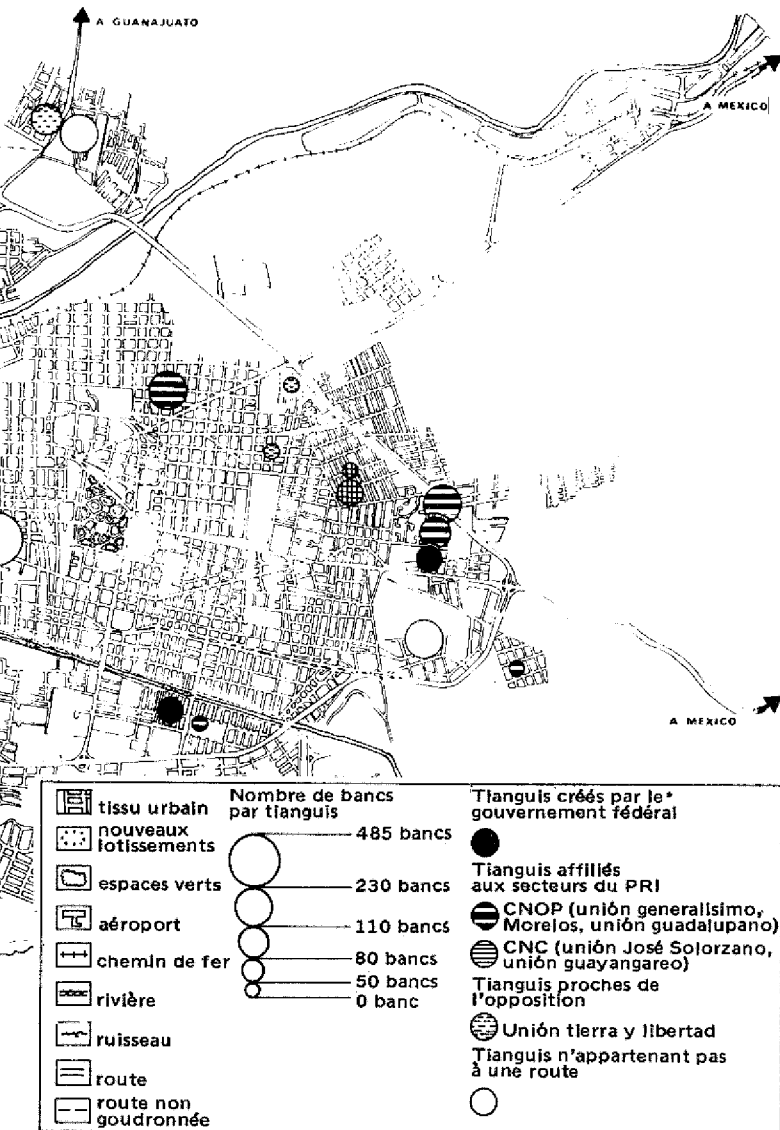 A GUANAJUATO
A MEXICO
A MEXICO
tissu urbain
nouveaux
lotissements
espaces verts
aéroport
chemin de fer
rivière
ruisseau
route
route non
goudronnée
Nombre de bancs
par tianguis
485 bancs
230 bancs
110 bancs
80 bancs
50 bancs
0 banc
Tianguis créés par le*
gouvernement fédéral
Tianguis affiliés
aux secteurs du PRI
CNOP (unión generalisimo,
Morelos, unión guadalupano)
CNC (unión José Solorzano,
unión guayangareo)
Tianguis proches de
l'opposition
Unión tierra y libertad
Tianguis n'appartenant pas
à une route